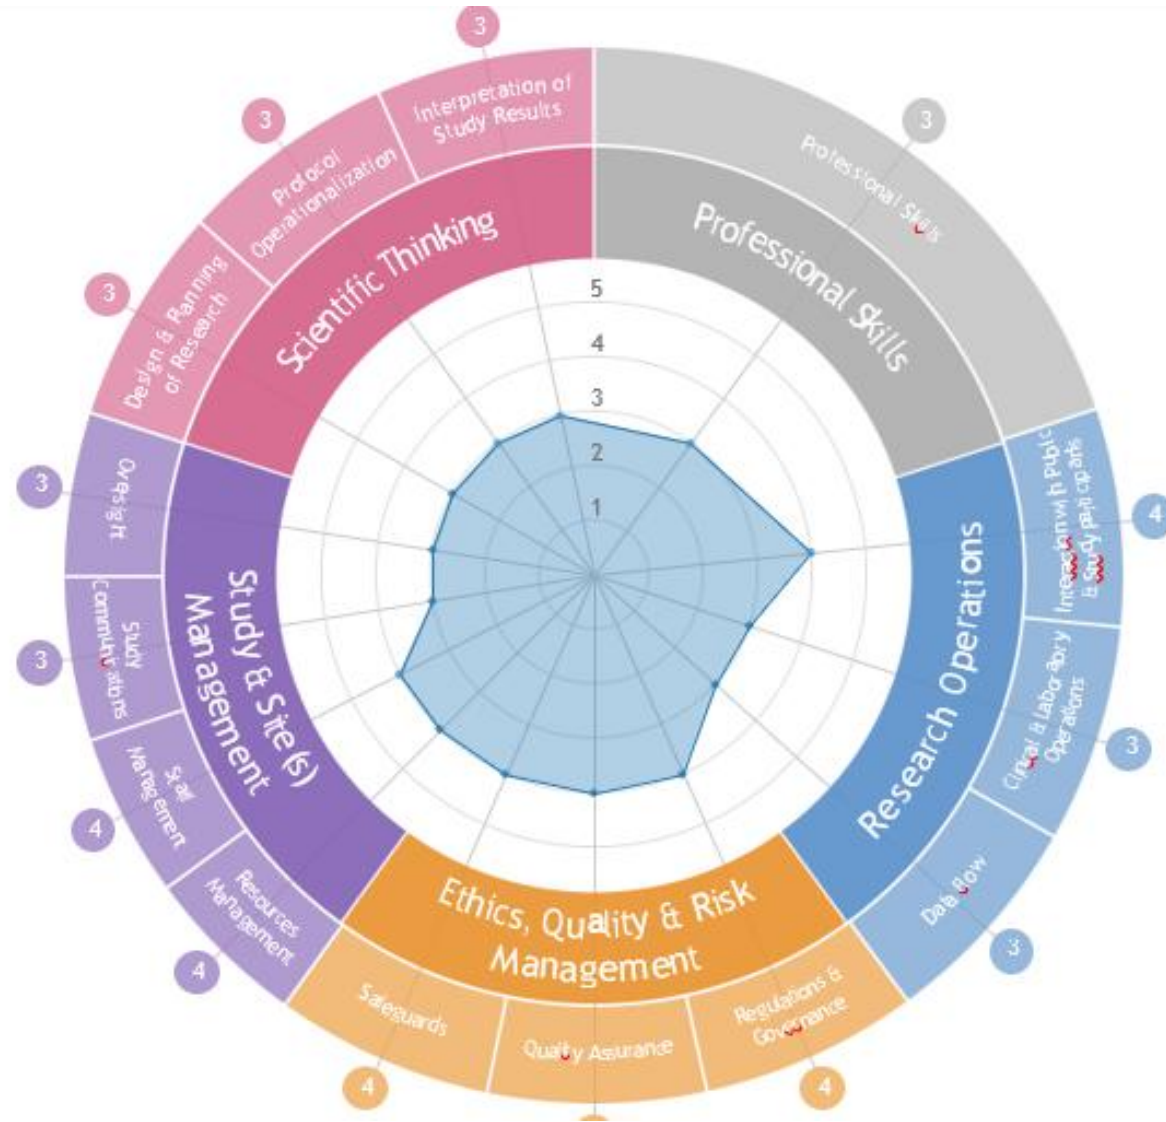 3
Interpretation of
Study Results
3
Professional Skills
Professional Skills
4
Interaction with Public
& Study participants
Research Operations
3
Clinical & Laboratory
Operations
3
Data flow
4
Regulations &
Governance
Quality Assurance
4
Safeguards
Ethics, Quality & Risk
Management
4
Resources
Management
4
Staff
Management
3
Study
Communications
3
Oversight
Study & Site(s)
Management
3
Design & Planning
of Research
3
Protocol
Operationalization
Scientific Thinking
5
4
3
2
1